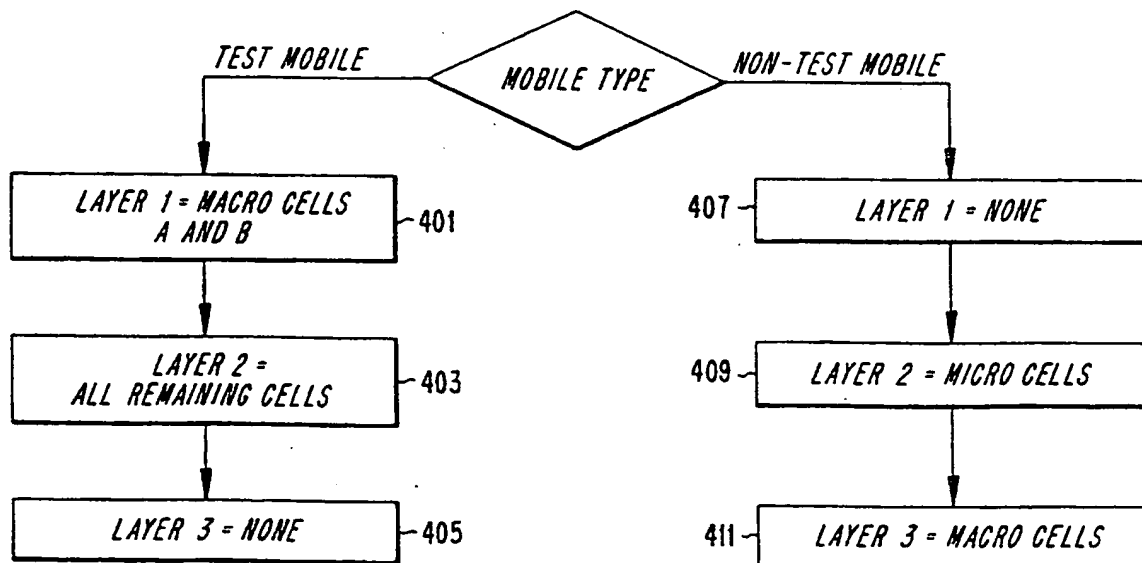 TEST MOBILE
MOBILE TYPE
NON-TEST MOBILE
LAYER 1 = MACRO CELLS
A AND B
401
407
LAYER 1 = NONE
LAYER 2 =
ALL REMAINING CELLS
403
409
LAYER 2 = MICRO CELLS
LAYER 3 = NONE
405
411
LAYER 3 = MACRO CELLS